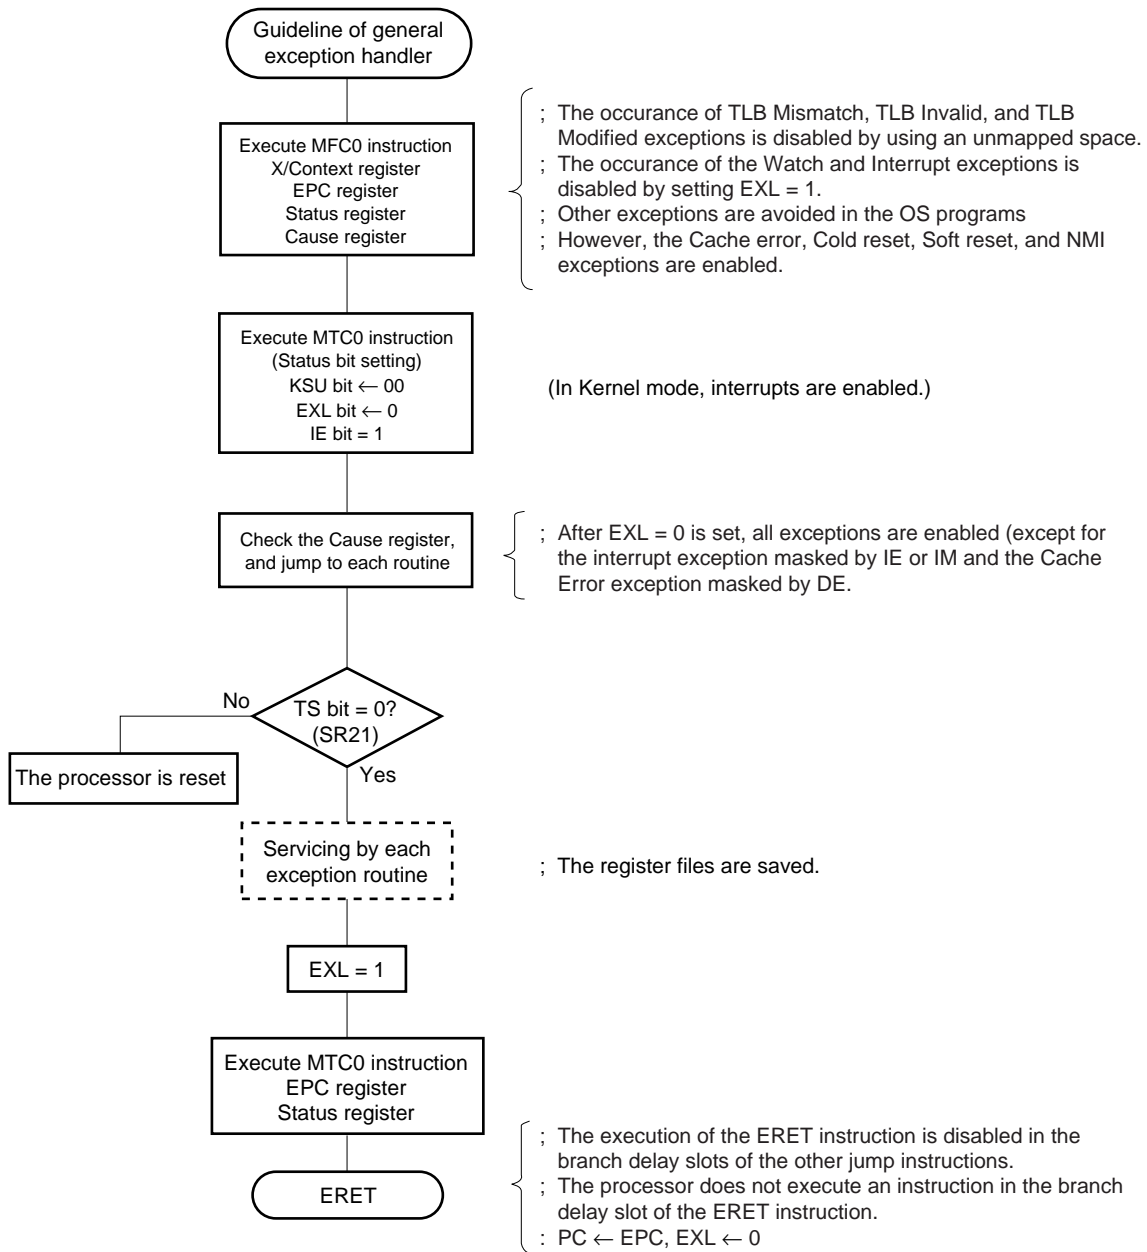 Guideline of general
exception handler
Execute MFC0 instruction
X/Context register
EPC register
Status register
Cause register
; The occurance of TLB Mismatch, TLB Invalid, and TLB
Modified exceptions is disabled by using an unmapped space.
; The occurance of the Watch and Interrupt exceptions is
disabled by setting EXL = 1.
; Other exceptions are avoided in the OS programs
; However, the Cache error, Cold reset, Soft reset, and NMI
exceptions are enabled.
Execute MTC0 instruction
(Status bit setting)
KSU bit ← 00
EXL bit ← 0
IE bit = 1
(In Kernel mode, interrupts are enabled.)
Check the Cause register,
and jump to each routine
; After EXL = 0 is set, all exceptions are enabled (except for
the interrupt exception masked by IE or IM and the Cache
Error exception masked by DE.
No
TS bit = 0?
(SR21)
The processor is reset
Yes
Servicing by each
exception routine
; The register files are saved.
EXL = 1
Execute MTC0 instruction
EPC register
Status register
; The execution of the ERET instruction is disabled in the
branch delay slots of the other jump instructions.
; The processor does not execute an instruction in the branch
delay slot of the ERET instruction.
: PC ← EPC, EXL ← 0
ERET